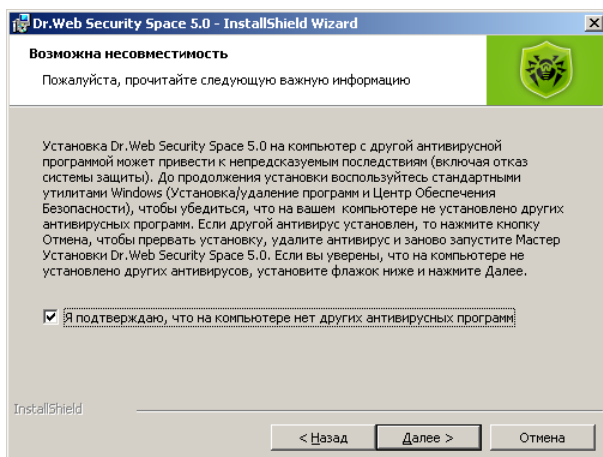 Dr.Web Security Space 5.0 - InstallShield Wizard
Возможна несовместимость
Пожалуйста, прочитайте следующую важную информацию
Установка Dr.Web Security Space 5.0 на компьютер с другой антивирусной
программой может привести к непредсказуемым последствиям (включая отказ
системы защиты). До продолжения установки воспользуйтесь стандартными
утилитами Windows (Установка/удаление программ и Центр Обеспечения
Безопасности), чтобы убедиться, что на вашем компьютере не установлено других
антивирусных программ. Если другой антивирус установлен, то нажмите кнопку
Отмена, чтобы прервать установку, удалите антивирус и заново запустите Мастер
Установки Dr.Web Security Space 5.0. Если вы уверены, что на компьютере не
установлено других антивирусов, установите флажок ниже и нажмите Далее.
Я подтверждаю, что на компьютере нет других антивирусных программ
InstallShield
< Назад Далее > Отмена